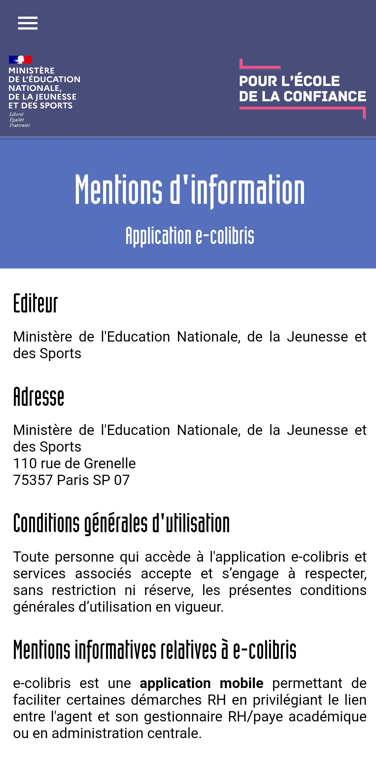 MINISTÈRE
DE L'ÉDUCATION
NATIONALE,
DE LA JEUNESSE
ET DES SPORTS
Liberté
Égalité
Fraternité
POUR L'ÉCOLE
DE LA CONFIANCE
Mentions d'information
Application e-colibris
Editeur
Ministère de l'Education Nationale, de la Jeunesse et
des Sports
Adresse
Ministère de l'Education Nationale, de la Jeunesse et
des Sports
110 rue de Grenelle
75357 Paris SP 07
Conditions générales d'utilisation
Toute personne qui accède à l'application e-colibris et
services associés accepte et s’engage à respecter,
sans restriction ni réserve, les présentes conditions
générales d’utilisation en vigueur.
Mentions informatives relatives à e-colibris
e-colibris est une application mobile permettant de
faciliter certaines démarches RH en privilégiant le lien
entre l'agent et son gestionnaire RH/paye académique
ou en administration centrale.